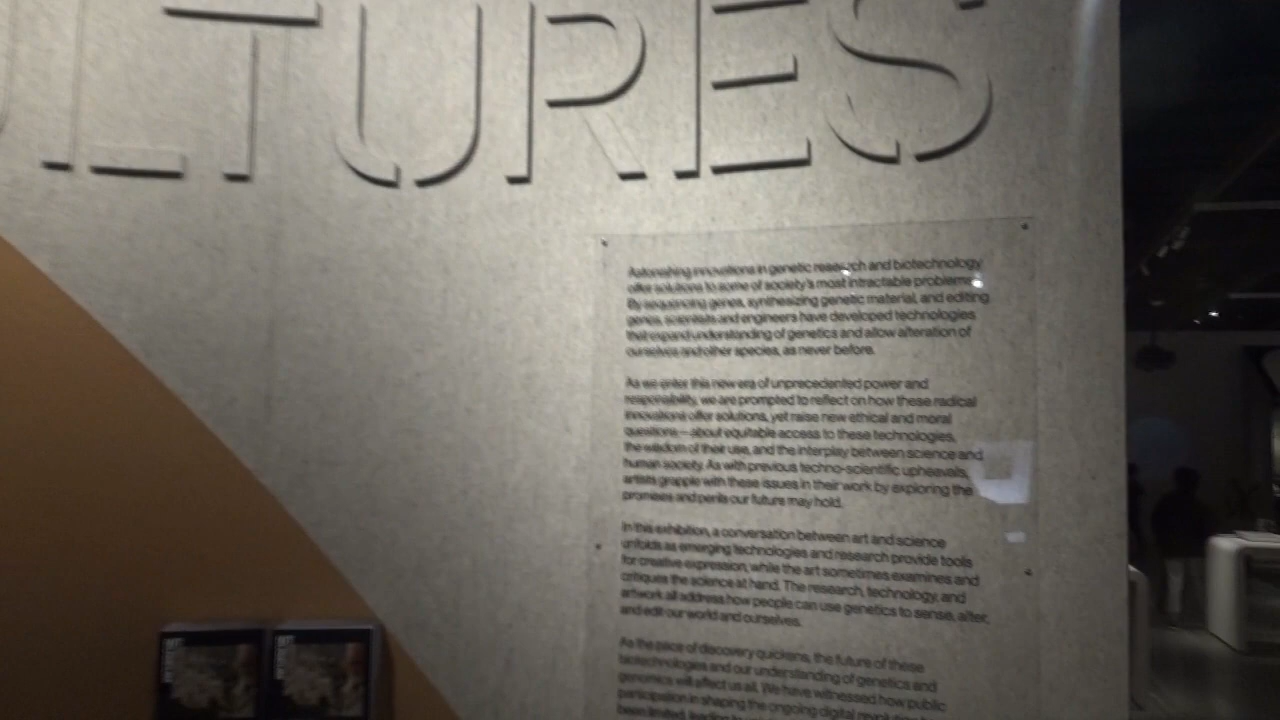 ULTURES
Astonishing innovations in genetic research and biotechnology
offer solutions to some of society's most intractable problems.
By sequencing genes, synthesizing genetic material, and editing
genes, scientists and engineers have developed technologies
that expand understanding of genetics and allow alteration of
ourselves and other species, as never before.
As we enter this new era of unprecedented power and
responsibility, we are prompted to reflect on how these radical
innovations offer solutions, yet raise new ethical and moral
questions—about equitable access to these technologies,
the wisdom of their use, and the interplay between science and
human society. As with previous techno-scientific upheavals,
artists grapple with these issues in their work by exploring the
promises and perils our future may hold.
In this exhibition, a conversation between art and science
unfolds as emerging technologies and research provide tools
for creative expression, while the art sometimes examines and
critiques the science at hand. The research, technology, and
artwork all address how people can use genetics to sense, alter,
and edit our world and ourselves.
As the pace of discovery quickens, the future of these
biotechnologies and our understanding of genetics and
genomics will affect us all. We have witnessed how public
participation in shaping the ongoing digital revolution
been limited, leading